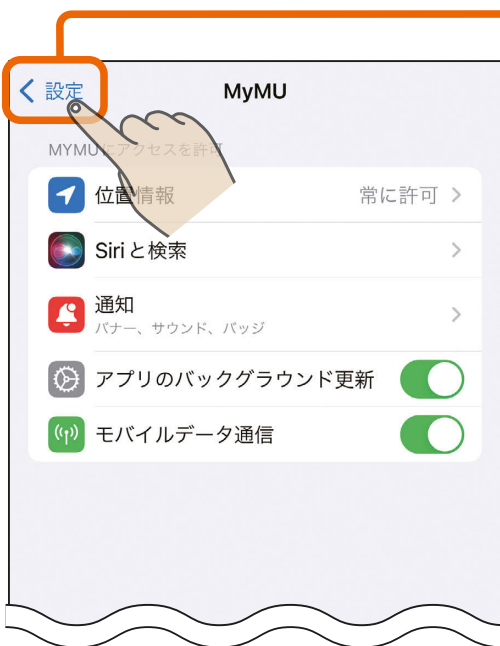 設定
MyMU
MYMUにアクセスを許可
位置情報
常に許可
Siriと検索
通知
バナー、サウンド、バッジ
アプリのバックグラウンド更新
モバイルデータ通信